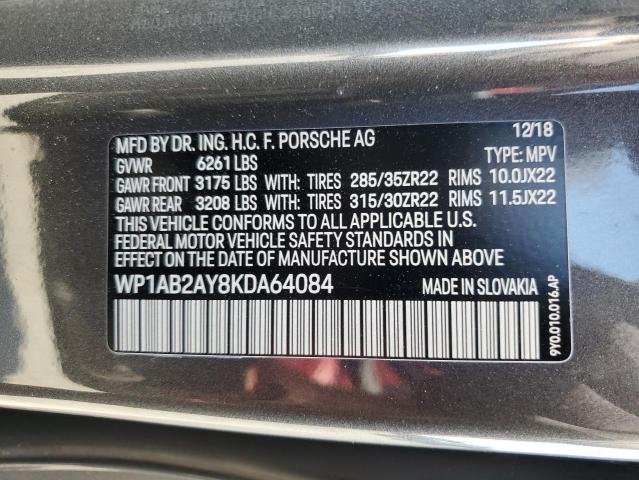 MFD BY DR. ING. H.C. F. PORSCHE AG 12/18
GVWR 6261 LBS TYPE: MPV
GAWR FRONT 3175 LBS WITH: TIRES 285/35ZR22 RIMS 10.0JX22
GAWR REAR 3208 LBS WITH: TIRES 315/30ZR22 RIMS 11.5JX22
THIS VEHICLE CONFORMS TO ALL APPLICABLE U.S.
FEDERAL MOTOR VEHICLE SAFETY STANDARDS IN
EFFECT ON THE DATE OF MANUFACTURE SHOWN ABOVE
WP1AB2AY8KDA64084 MADE IN SLOVAKIA
9Y0.010.016.AP